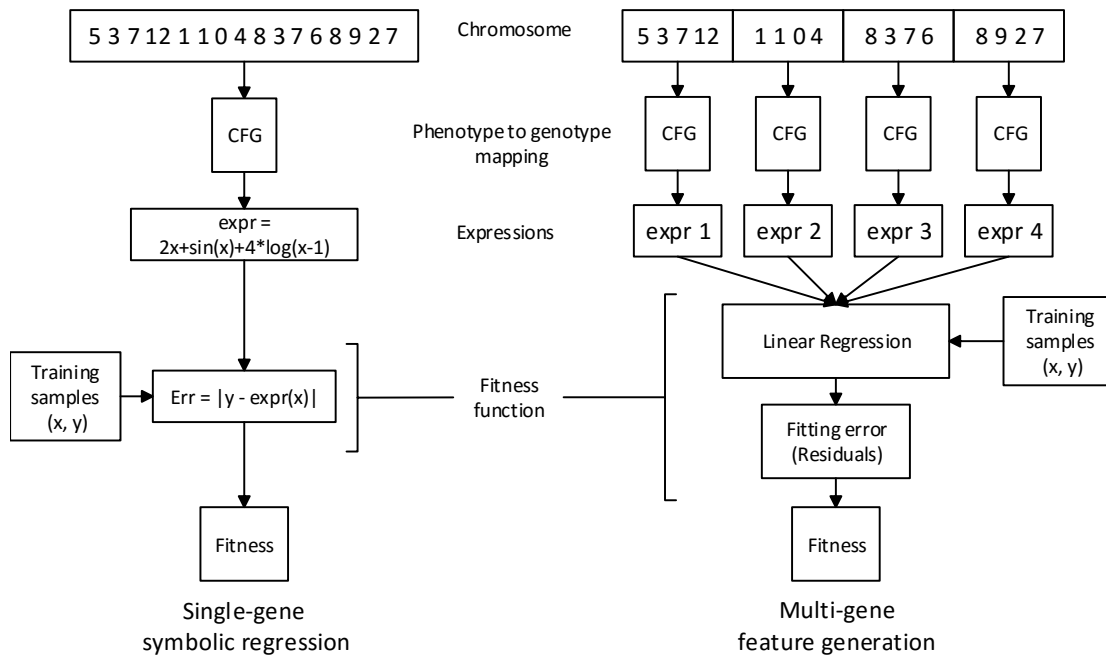 5 3 7 12 1 1 0 4 8 3 7 6 8 9 2 7
Chromosome
5 3 7 12
1 1 0 4
8 3 7 6
8 9 2 7
CFG
Phenotype to genotype
mapping
CFG
CFG
CFG
CFG
expr =
2x+sin(x)+4*log(x-1)
Expressions
expr 1
expr 2
expr 3
expr 4
Training
samples
(x, y)
Err = |y - expr(x)|
Fitness
function
Linear Regression
Training
samples
(x, y)
Fitting error
(Residuals)
Fitness
Fitness
Single-gene
symbolic regression
Multi-gene
feature generation